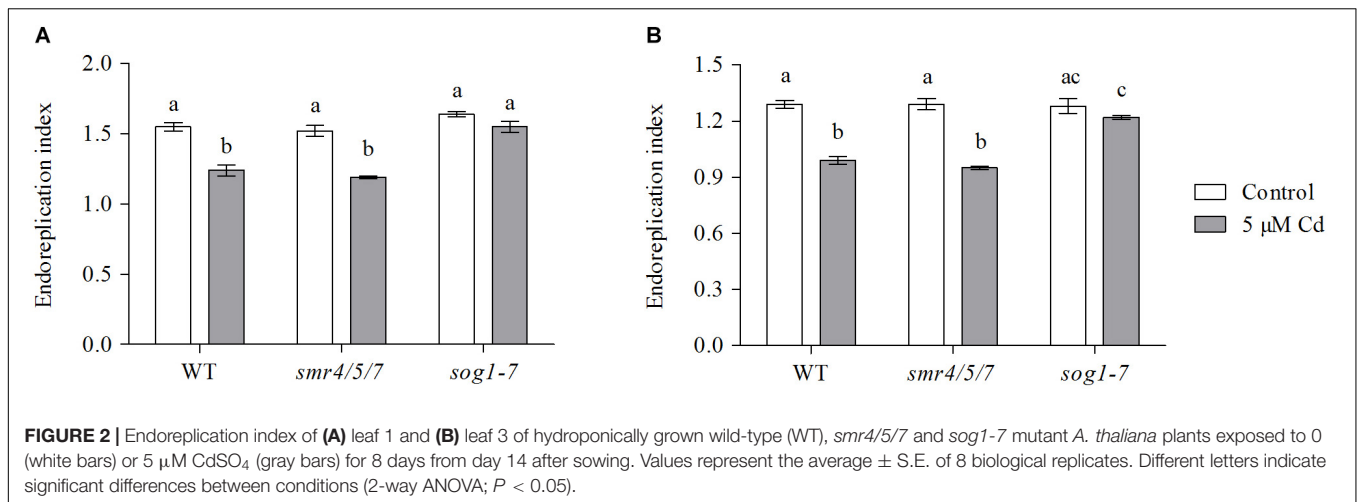 A
2.0
1.5
1.0
0.5
0.0
Endoreplication index
a
b
a
b
a
a
WT
smr4/5/7
sog1-7
B
1.5
1.2
0.9
0.6
0.3
0.0
Endoreplication index
a
b
a
b
ac
c
WT
smr4/5/7
sog1-7
Control
5 μM Cd
FIGURE 2 | Endoreplication index of (A) leaf 1 and (B) leaf 3 of hydroponically grown wild-type (WT), smr4/5/7 and sog1-7 mutant A. thaliana plants exposed to 0
(white bars) or 5 μM CdSO₄ (gray bars) for 8 days from day 14 after sowing. Values represent the average ± S.E. of 8 biological replicates. Different letters indicate
significant differences between conditions (2-way ANOVA; P < 0.05).